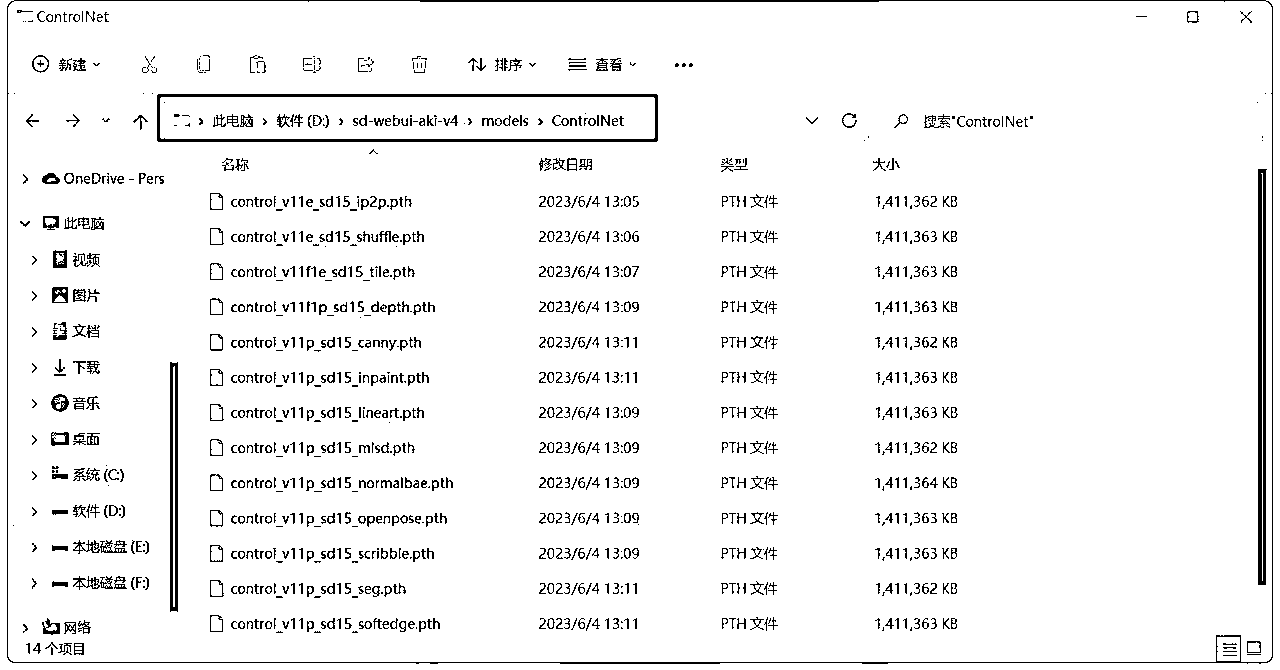 ControlNet
新建
排序
查看
此电脑 > 软件 (D:) > sd-webui-aki-v4 > models > ControlNet
搜索"ControlNet"
名称 修改日期 类型 大小
OneDrive - Pers
此电脑
视频
图片
文档
下载
音乐
桌面
系统 (C:)
软件 (D:)
本地磁盘 (E:)
本地磁盘 (F:)
网络
control_v11e_sd15_ip2p.pth 2023/6/4 13:05 PTH 文件 1,411,362 KB
control_v11e_sd15_shuffle.pth 2023/6/4 13:06 PTH 文件 1,411,363 KB
control_v11f1e_sd15_tile.pth 2023/6/4 13:07 PTH 文件 1,411,363 KB
control_v11f1p_sd15_depth.pth 2023/6/4 13:09 PTH 文件 1,411,363 KB
control_v11p_sd15_canny.pth 2023/6/4 13:11 PTH 文件 1,411,362 KB
control_v11p_sd15_inpaint.pth 2023/6/4 13:11 PTH 文件 1,411,363 KB
control_v11p_sd15_lineart.pth 2023/6/4 13:09 PTH 文件 1,411,363 KB
control_v11p_sd15_mlsd.pth 2023/6/4 13:09 PTH 文件 1,411,362 KB
control_v11p_sd15_normalbae.pth 2023/6/4 13:09 PTH 文件 1,411,364 KB
control_v11p_sd15_openpose.pth 2023/6/4 13:09 PTH 文件 1,411,363 KB
control_v11p_sd15_scribble.pth 2023/6/4 13:09 PTH 文件 1,411,363 KB
control_v11p_sd15_seg.pth 2023/6/4 13:11 PTH 文件 1,411,362 KB
control_v11p_sd15_softedge.pth 2023/6/4 13:11 PTH 文件 1,411,363 KB
14 个项目